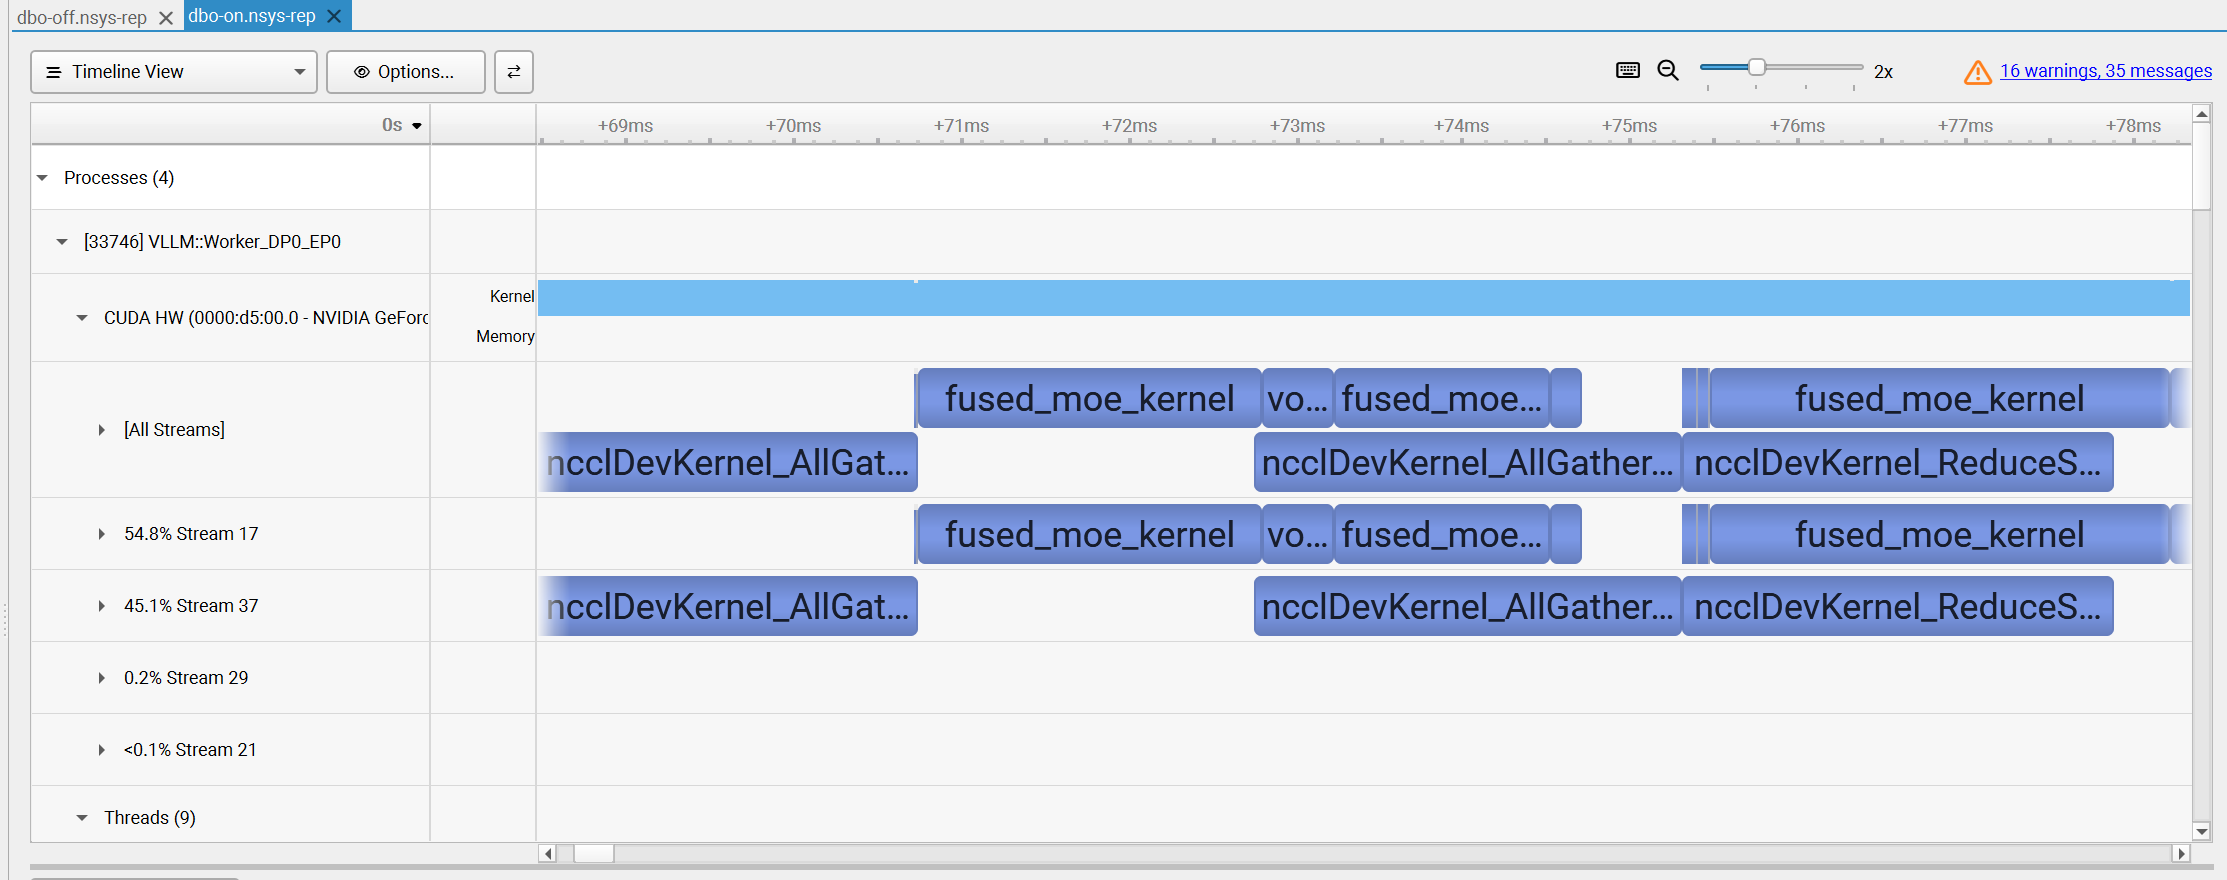 dbo-off.nsys-rep dbo-on.nsys-rep
Timeline View Options... 2x 16 warnings, 35 messages
0s +69ms +70ms +71ms +72ms +73ms +74ms +75ms +76ms +77ms +78ms
Processes (4)
[33746] VLLM::Worker_DP0_EP0
Kernel
CUDA HW (0000:d5:00.0 - NVIDIA GeForc
Memory
fused_moe_kernel vo... fused_moe... fused_moe_kernel
[All Streams]
ncclDevKernel_AllGat... ncclDevKernel_AllGather... ncclDevKernel_ReduceS...
54.8% Stream 17 fused_moe_kernel vo... fused_moe... fused_moe_kernel
45.1% Stream 37 ncclDevKernel_AllGat... ncclDevKernel_AllGather... ncclDevKernel_ReduceS...
0.2% Stream 29
<0.1% Stream 21
Threads (9)